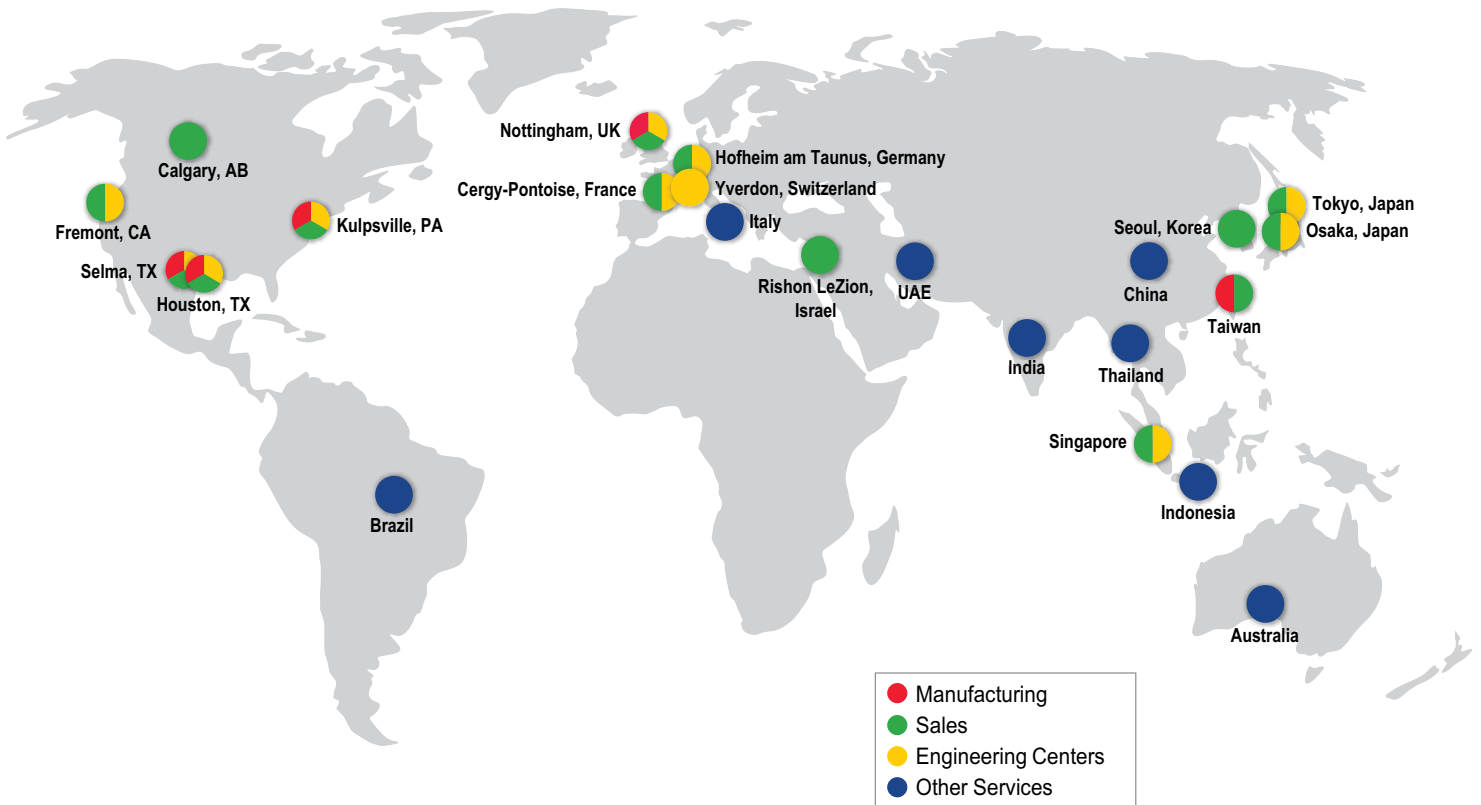 Nottingham, UK
Hofheim am Taunus, Germany
Calgary, AB
Cergy-Pontoise, France
Yverdon, Switzerland
Tokyo, Japan
Fremont, CA
Kulpsville, PA
Italy
Seoul, Korea
Osaka, Japan
Selma, TX
Houston, TX
Rishon LeZion,
Israel
UAE
China
Taiwan
India
Thailand
Singapore
Indonesia
Brazil
Australia
Manufacturing
Sales
Engineering Centers
Other Services